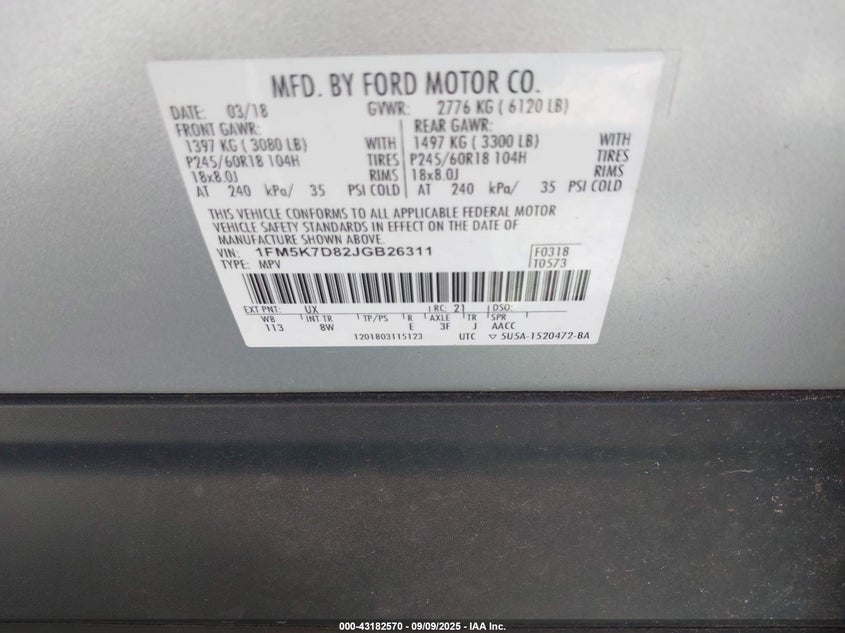 MFD. BY FORD MOTOR CO.
DATE: 03/18 GVWR: 2776 KG ( 6120 LB)
FRONT GAWR: REAR GAWR:
1397 KG ( 3080 LB) WITH 1497 KG ( 3300 LB) WITH
P245/60R18 104H TIRES P245/60R18 104H TIRES
18x8.0J RIMS 18x8.0J RIMS
AT 240 kPa/ 35 PSI COLD AT 240 kPa/ 35 PSI COLD
THIS VEHICLE CONFORMS TO ALL APPLICABLE FEDERAL MOTOR
VEHICLE SAFETY STANDARDS IN EFFECT ON THE DATE OF
MANUFACTURE SHOWN ABOVE.
VIN: 1FM5K7D82JGB26311 F0318
TYPE: MPV T0573
EXT PNT: UX RC: 21 DSO:
WB INT TR TP/PS R AXLE TR SPR
113 8W E 3F J AACC
1201803115123 UTC ▽ 5U5A-1520472-BA
000-43182570 - 09/09/2025 - IAA Inc.